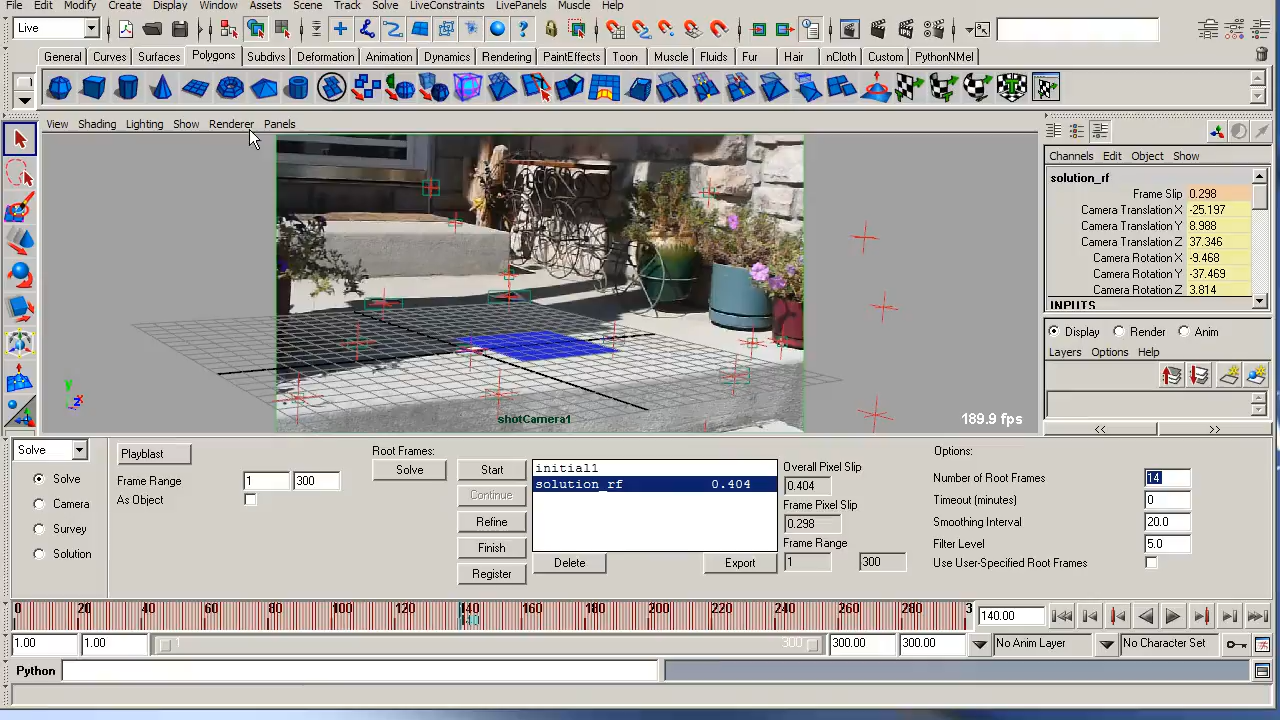 File Edit Modify Create Display Window Assets Scene Track Solve LiveConstraints LivePanels Muscle Help
Live
General Curves Surfaces Polygons Subdivs Deformation Animation Dynamics Rendering PaintEffects Toon Muscle Fluids Fur Hair nCloth Custom PythonNMel
View Shading Lighting Show Renderer Panels
Channels Edit Object Show
solution_rf
Frame Slip 0.298
Camera Translation X -25.197
Camera Translation Y 8.988
Camera Translation Z 37.346
Camera Rotation X -9.468
Camera Rotation Y -37.469
Camera Rotation Z 3.814
INPUTS
Display Render Anim
Layers Options Help
y
z
shotCamera1
189.9 fps
<< >>
Solve
Solve
Camera
Survey
Solution
Playblast
Frame Range 1 300
As Object
Root Frames:
Solve
Start
Continue
Refine
Finish
Register
initial1
solution_rf 0.404
Delete Export
Overall Pixel Slip
0.404
Frame Pixel Slip
0.298
Frame Range
1 300
Options:
Number of Root Frames 14
Timeout (minutes) 0
Smoothing Interval 20.0
Filter Level 5.0
Use User-Specified Root Frames
0 20 40 60 80 100 120 140 160 180 200 220 240 260 280 3
140
140.00
1.00 1.00 1 300 300.00 300.00 No Anim Layer No Character Set
Python